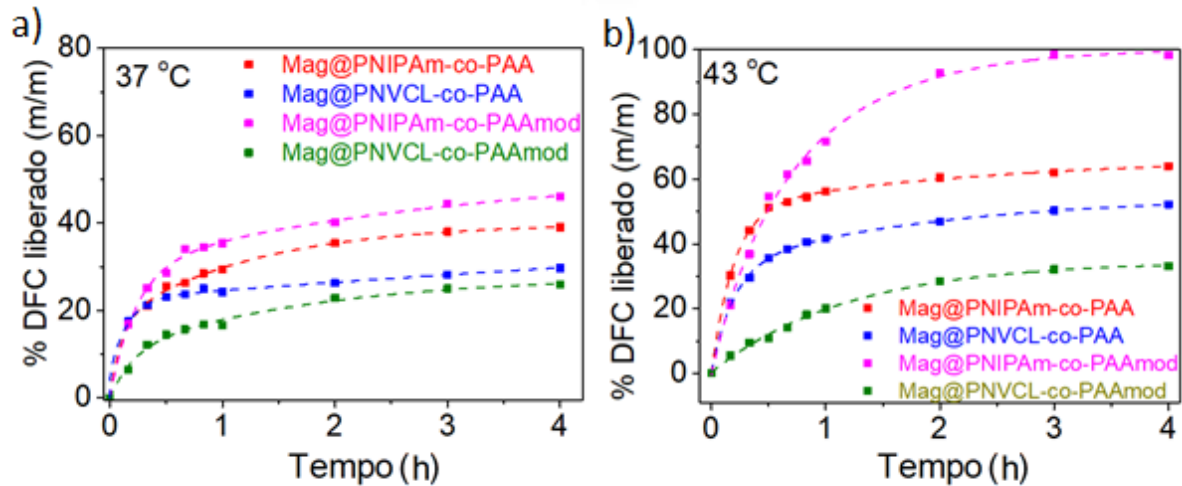 a)
37 °C
Mag@PNIPAm-co-PAA
Mag@PNVCL-co-PAA
Mag@PNIPAm-co-PAAmod
Mag@PNVCL-co-PAAmod
% DFC liberado (m/m)
80
60
40
20
0
0 1 2 3 4
Tempo (h)
b)
43 °C
Mag@PNIPAm-co-PAA
Mag@PNVCL-co-PAA
Mag@PNIPAm-co-PAAmod
Mag@PNVCL-co-PAAmod
% DFC liberado (m/m)
100
80
60
40
20
0
0 1 2 3 4
Tempo (h)